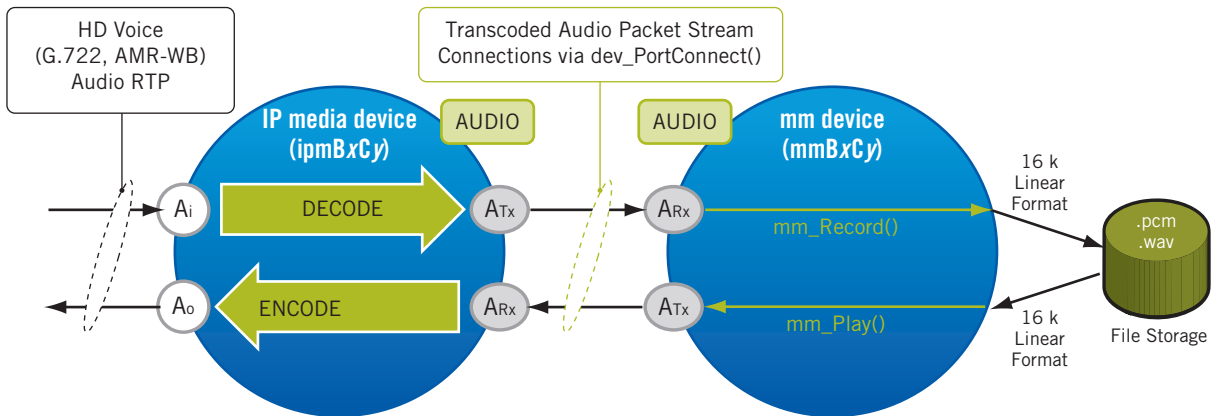 HD Voice
(G.722, AMR-WB)
Audio RTP
Transcoded Audio Packet Stream
Connections via dev_PortConnect()
IP media device
(ipmBxCy)
AUDIO
AUDIO
mm device
(mmBxCy)
Ai
DECODE
ATx
ARx
mm_Record()
16 k
Linear
Format
.pcm
.wav
Ao
ENCODE
ARx
ATx
mm_Play()
16 k
Linear
Format
File Storage